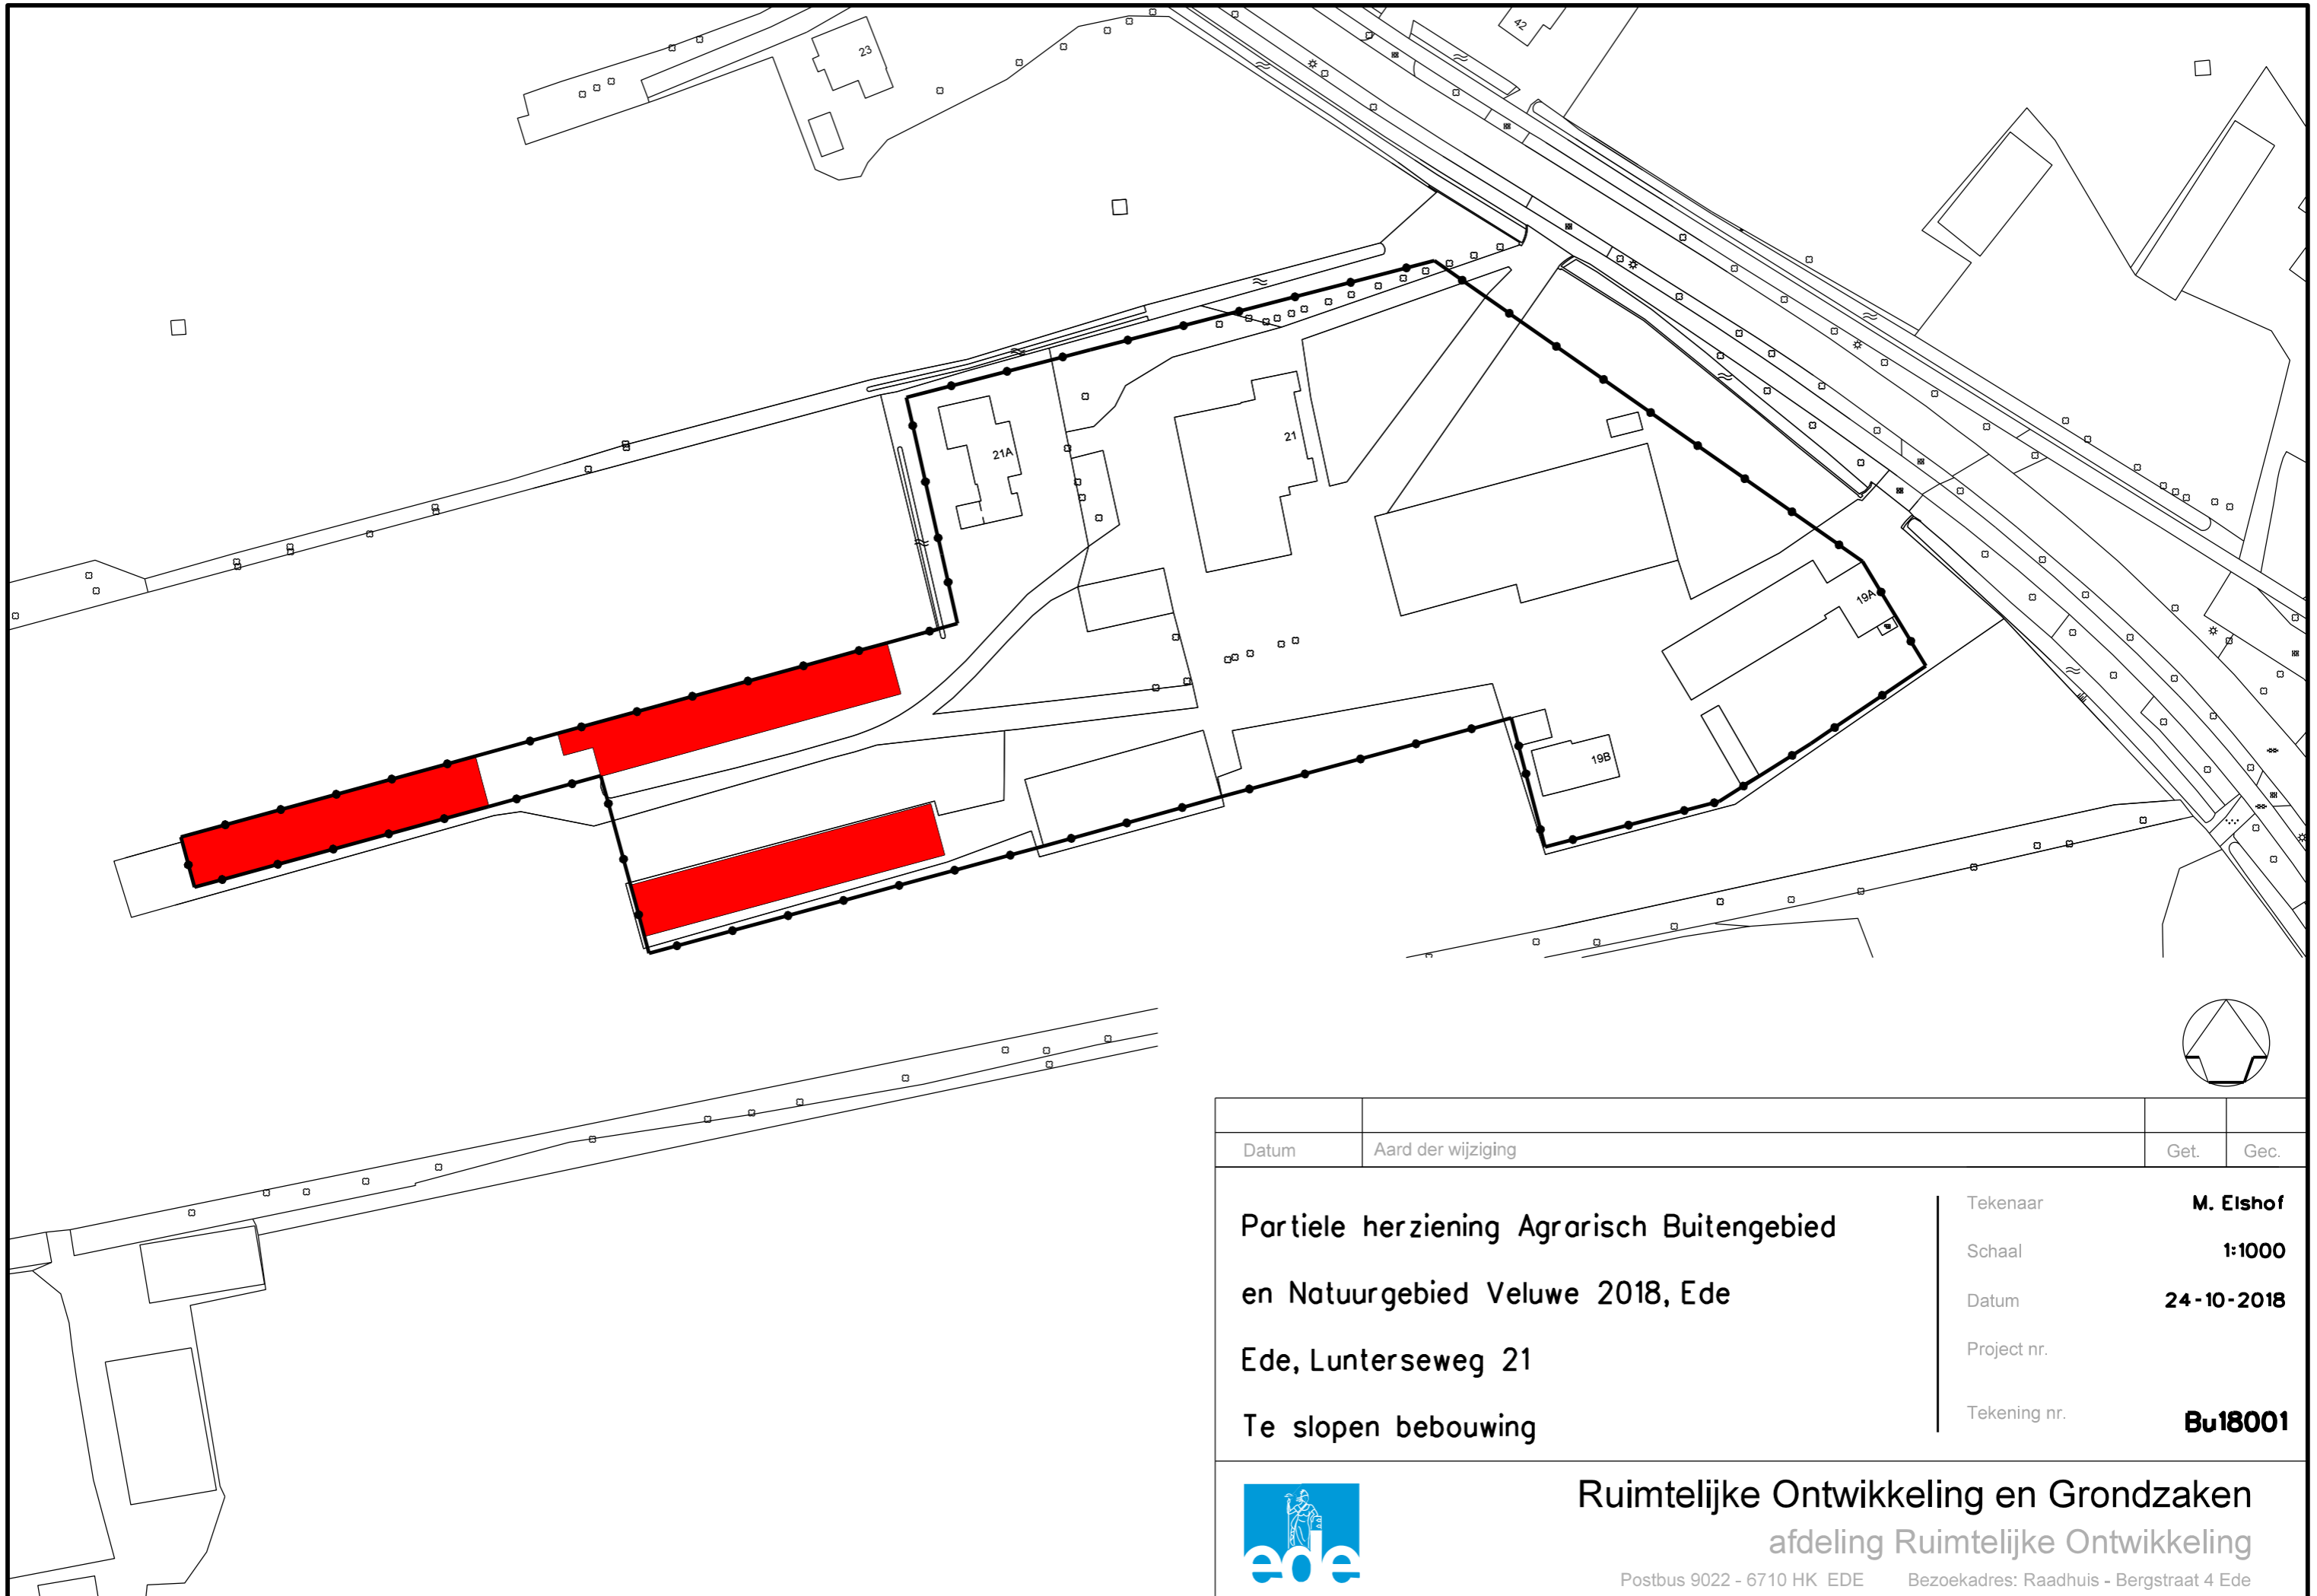 23
42
21A
21
19A
19B
Datum Aard der wijziging Get. Gec.
Partiele herziening Agrarisch Buitengebied
en Natuurgebied Veluwe 2018, Ede
Ede, Lunterseweg 21
Te slopen bebouwing
Tekenaar M. Elshof
Schaal 1:1000
Datum 24-10-2018
Project nr.
Tekening nr. Bu18001
ede
Ruimtelijke Ontwikkeling en Grondzaken
afdeling Ruimtelijke Ontwikkeling
Postbus 9022 - 6710 HK EDE Bezoekadres: Raadhuis - Bergstraat 4 Ede